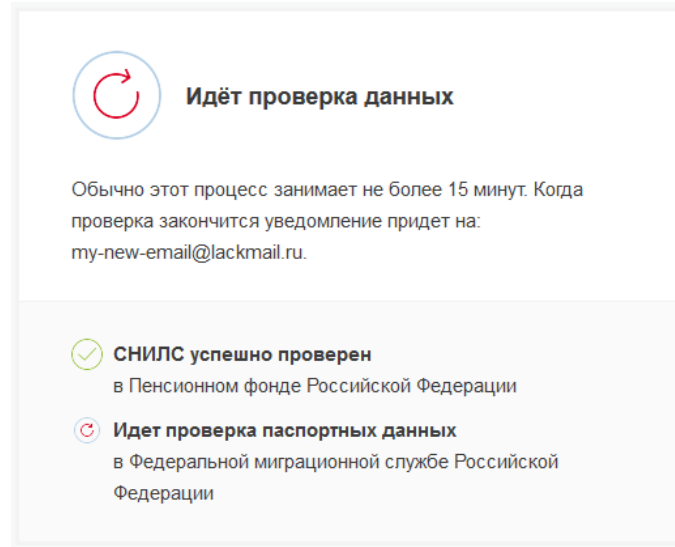 Идёт проверка данных
Обычно этот процесс занимает не более 15 минут. Когда
проверка закончится уведомление придет на:
my-new-email@lackmail.ru.
СНИЛС успешно проверен
в Пенсионном фонде Российской Федерации
Идет проверка паспортных данных
в Федеральной миграционной службе Российской
Федерации